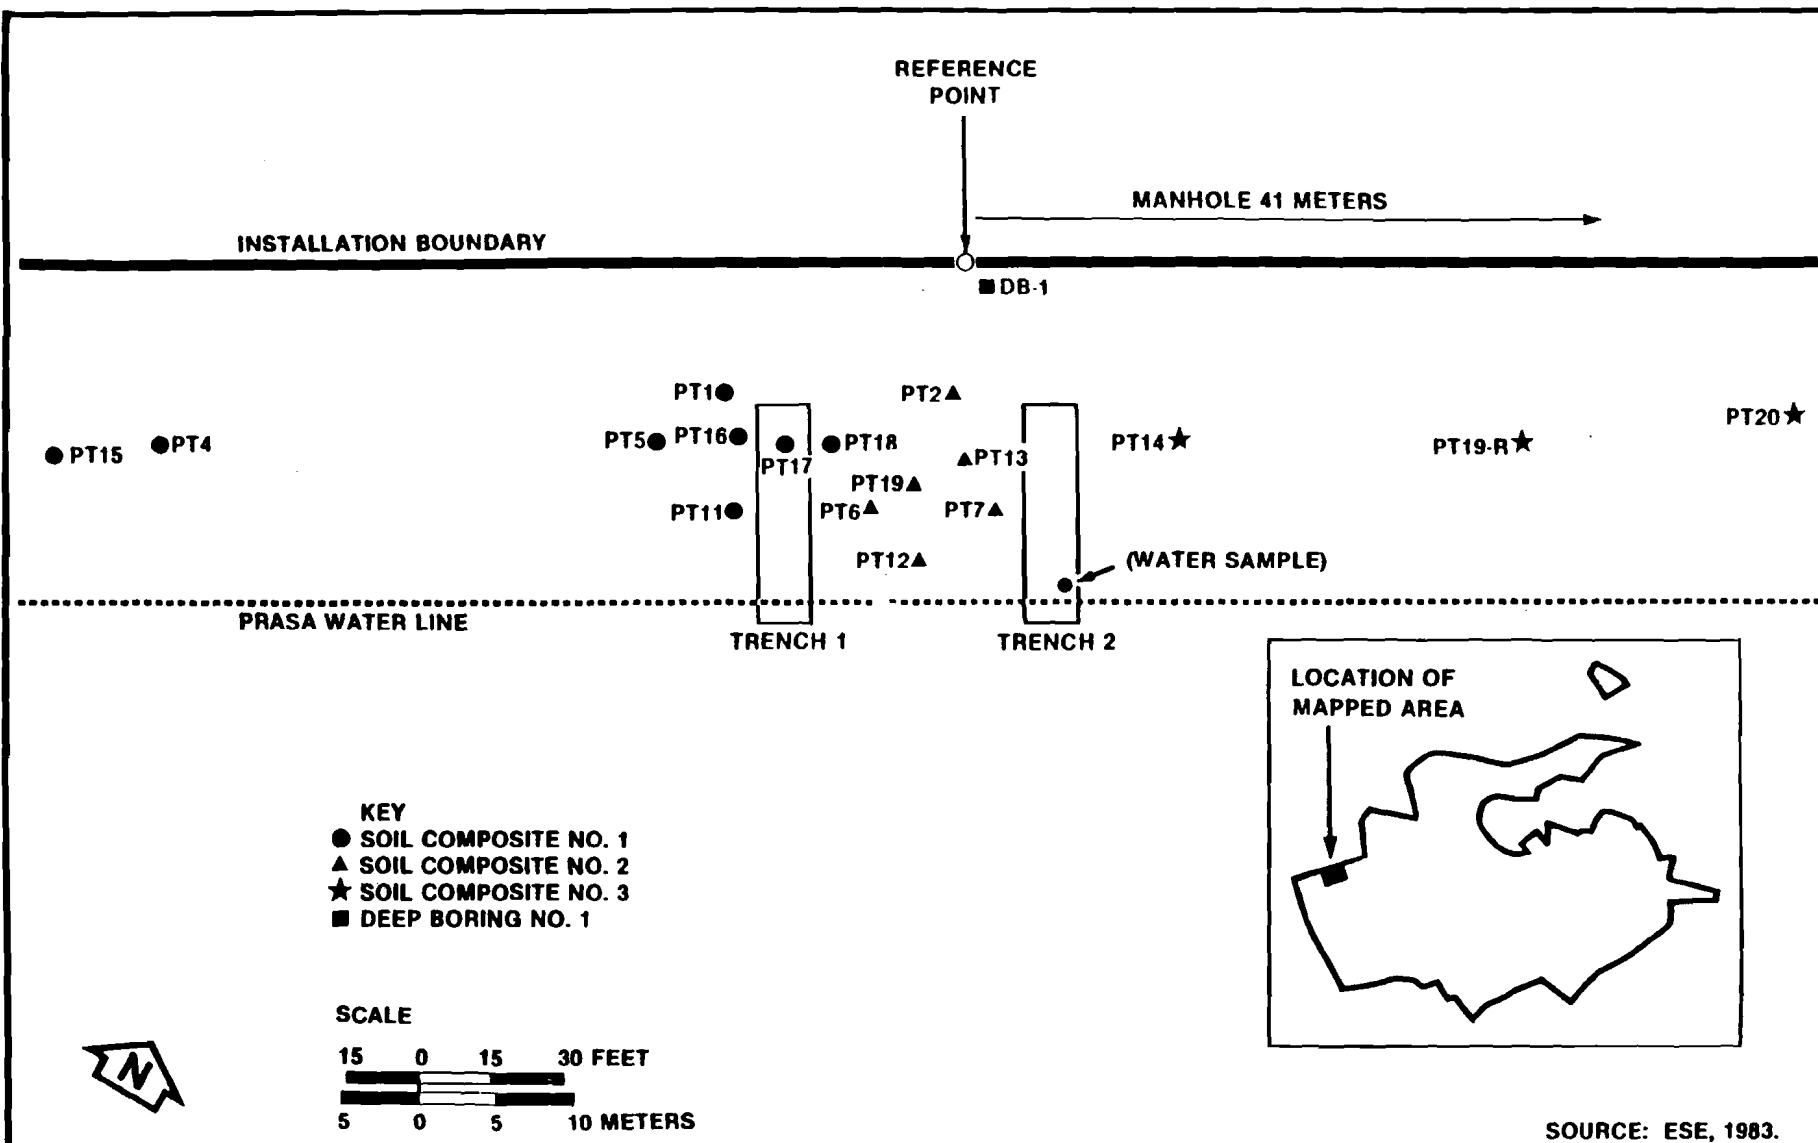 REFERENCE
POINT
MANHOLE 41 METERS
INSTALLATION BOUNDARY
DB-1
PT1
PT2
PT20
PT5
PT16
PT18
PT14
PT19-R
PT15
PT4
PT17
PT13
PT19
PT11
PT6
PT7
PT12
(WATER SAMPLE)
PRASA WATER LINE
TRENCH 1
TRENCH 2
LOCATION OF
MAPPED AREA
KEY
SOIL COMPOSITE NO. 1
SOIL COMPOSITE NO. 2
SOIL COMPOSITE NO. 3
DEEP BORING NO. 1
SCALE
15 0 15 30 FEET
5 0 5 10 METERS
N
SOURCE: ESE, 1983.